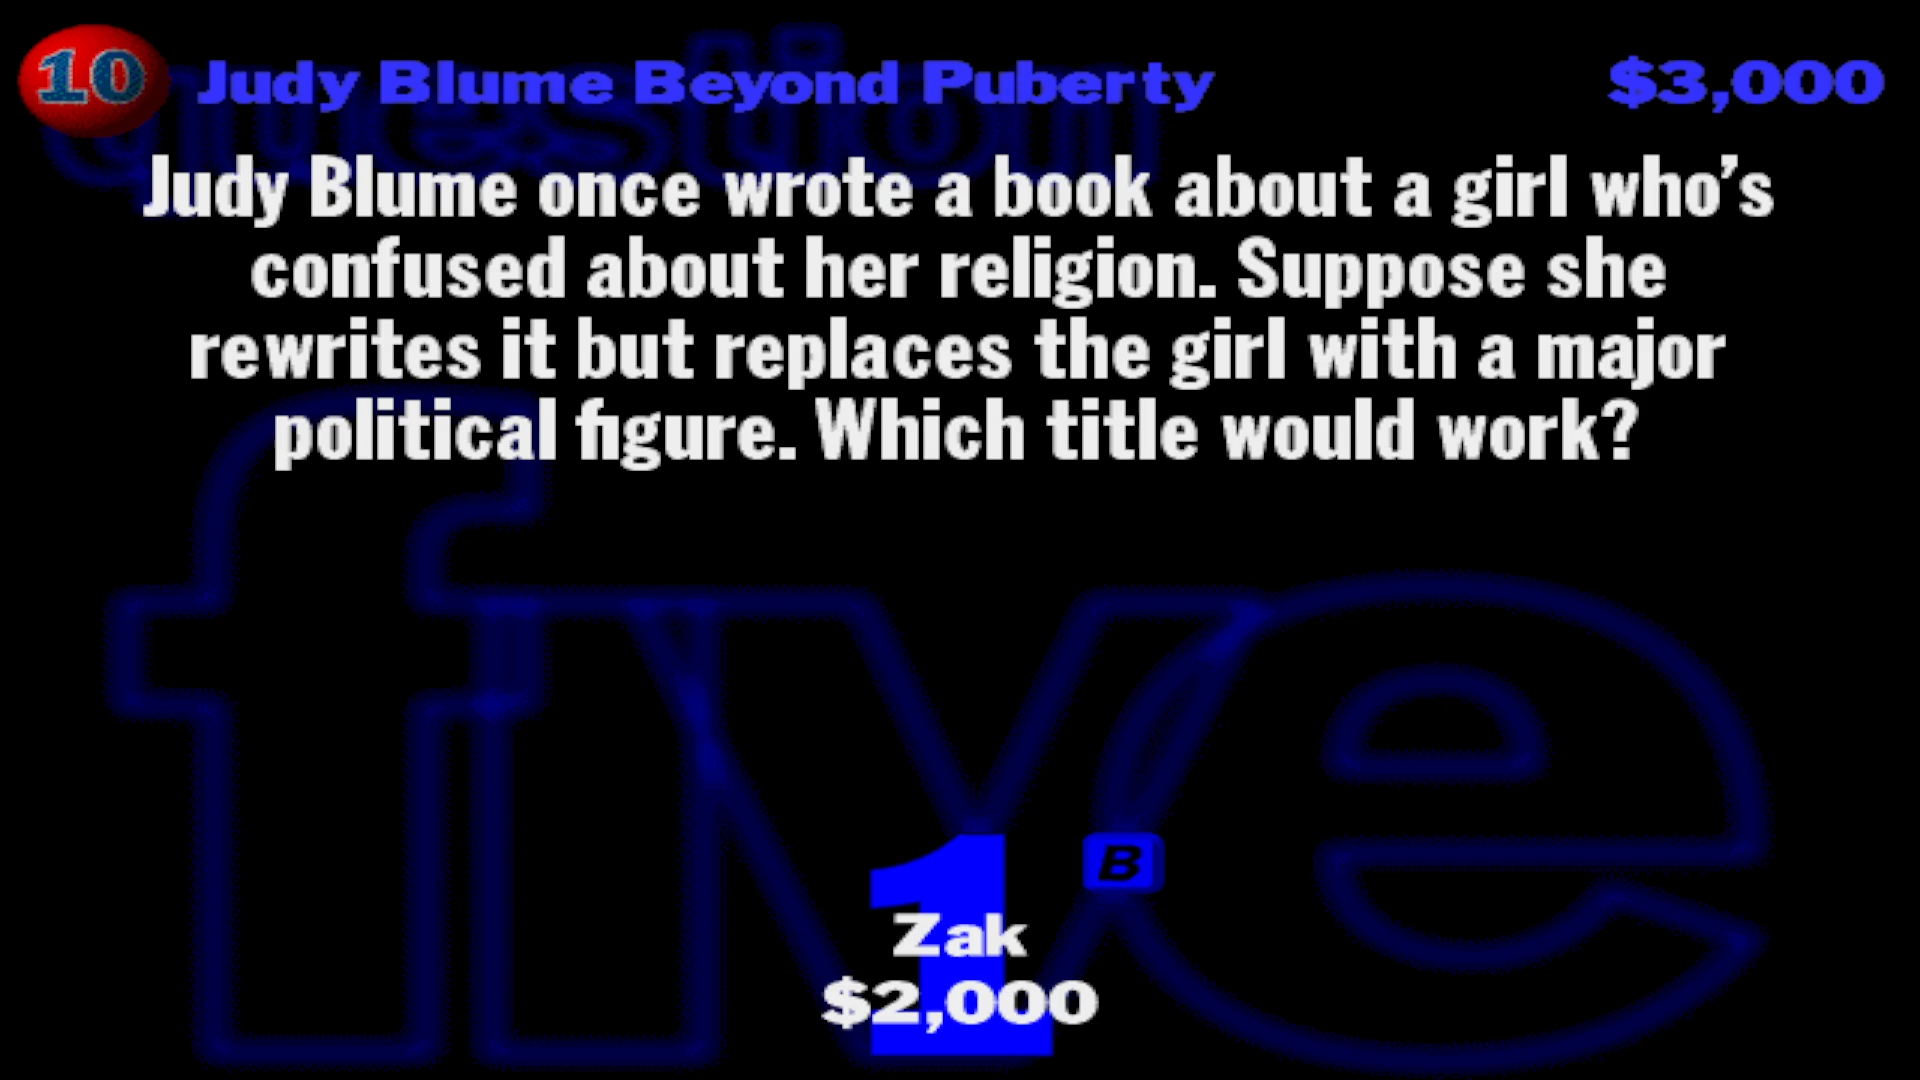 10 Judy Blume Beyond Puberty $3,000
question
Judy Blume once wrote a book about a girl who’s
confused about her religion. Suppose she
rewrites it but replaces the girl with a major
political figure. Which title would work?
five
1 B
Zak
$2,000